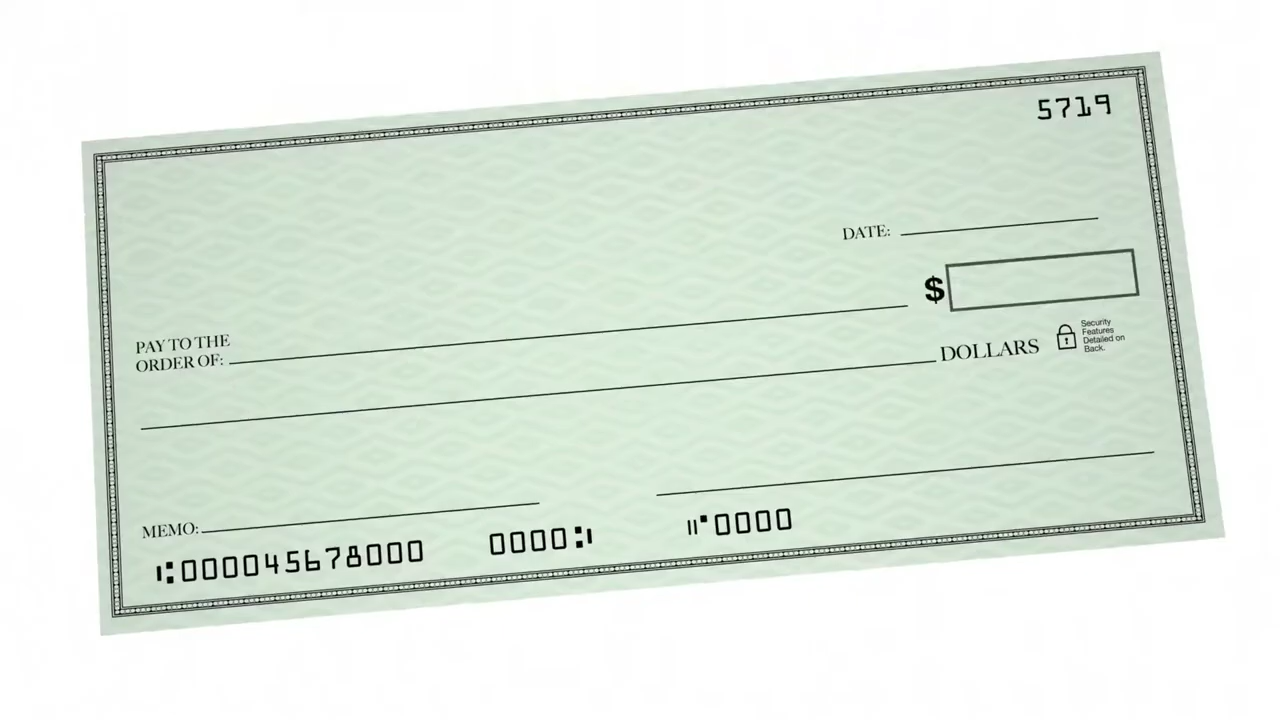 5719
DATE:
$
PAY TO THE
ORDER OF:
DOLLARS
Security
Features
Detailed on
Back.
MEMO:
⑆000045678000 0000⑆ ⑈0000